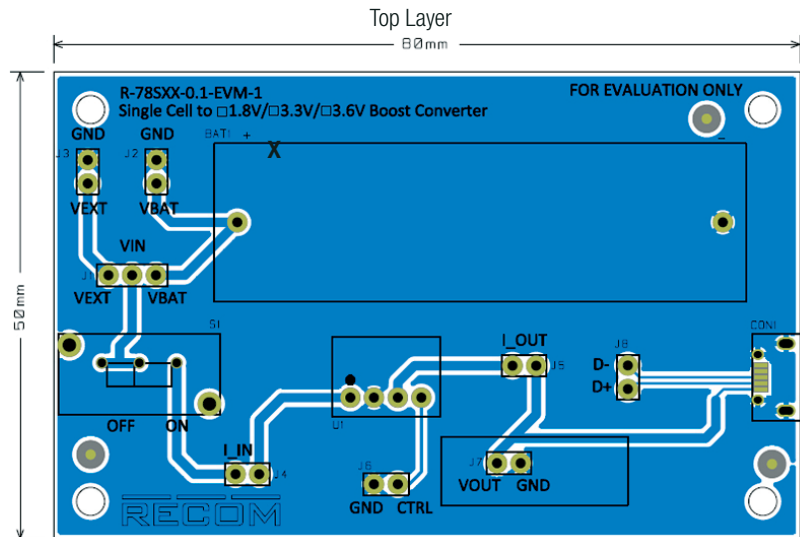 Top Layer
80mm
R-78SXX-0.1-EVM-1
FOR EVALUATION ONLY
Single Cell to □1.8V/□3.3V/□3.6V Boost Converter
GND
GND
BAT1 +
X
-
J3
J2
VEXT
VBAT
VIN
J1
VEXT
VBAT
50mm
S1
I_OUT
J8
CON1
D-
J5
D+
OFF
ON
U1
I_IN
J4
J6
J7
VOUT
GND
GND
CTRL
RECOM